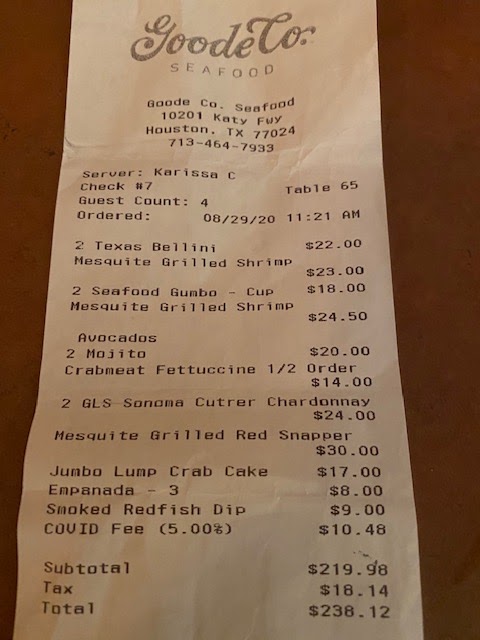 Goode Co.
SEAFOOD
Goode Co. Seafood
10201 Katy Fwy
Houston, TX 77024
713-464-7933
Server: Karissa C
Check #7 Table 65
Guest Count: 4
Ordered: 08/29/20 11:21 AM
2 Texas Bellini $22.00
Mesquite Grilled Shrimp
$23.00
2 Seafood Gumbo - Cup $18.00
Mesquite Grilled Shrimp
$24.50
Avocados
2 Mojito $20.00
Crabmeat Fettuccine 1/2 Order
$14.00
2 GLS Sonoma Cutrer Chardonnay
$24.00
Mesquite Grilled Red Snapper
$30.00
Jumbo Lump Crab Cake $17.00
Empanada - 3 $8.00
Smoked Redfish Dip $9.00
COVID Fee (5.00%) $10.48
Subtotal $219.98
Tax $18.14
Total $238.12